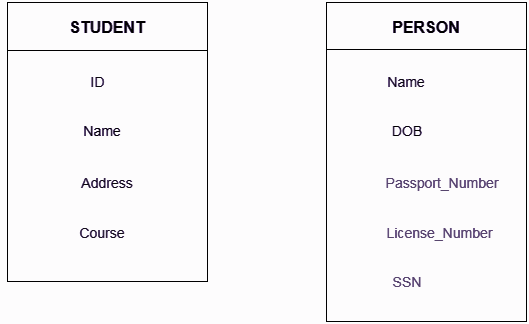 STUDENT
ID
Name
Address
Course
PERSON
Name
DOB
Passport_Number
License_Number
SSN